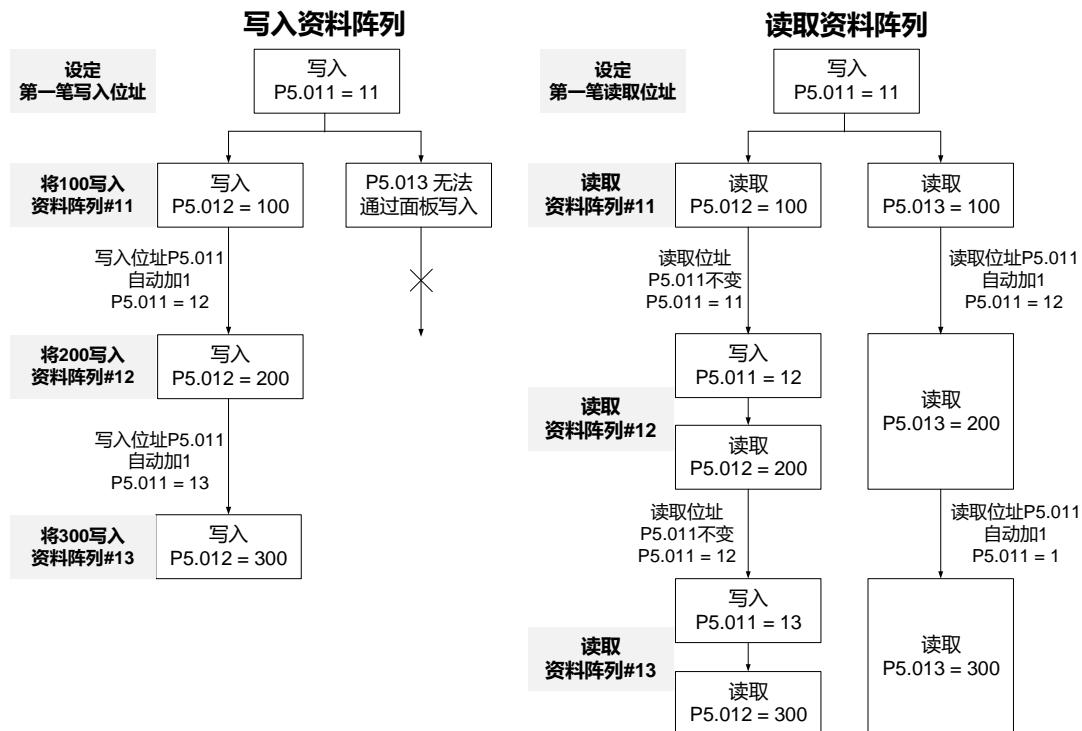 写入资料阵列
设定
第一笔写入位址
写入
P5.011 = 11
将100写入
资料阵列#11
写入
P5.012 = 100
P5.013 无法
通过面板写入
写入位址P5.011
自动加1
P5.011 = 12
将200写入
资料阵列#12
写入
P5.012 = 200
写入位址P5.011
自动加1
P5.011 = 13
将300写入
资料阵列#13
写入
P5.012 = 300
读取资料阵列
设定
第一笔读取位址
写入
P5.011 = 11
读取
资料阵列#11
读取
P5.012 = 100
读取
P5.013 = 100
读取位址
P5.011不变
P5.011 = 11
读取位址P5.011
自动加1
P5.011 = 12
读取
资料阵列#12
写入
P5.011 = 12
读取
P5.012 = 200
读取
P5.013 = 200
读取位址
P5.011不变
P5.011 = 12
读取位址P5.011
自动加1
P5.011 = 1
读取
资料阵列#13
写入
P5.011 = 13
读取
P5.012 = 300
读取
P5.013 = 300